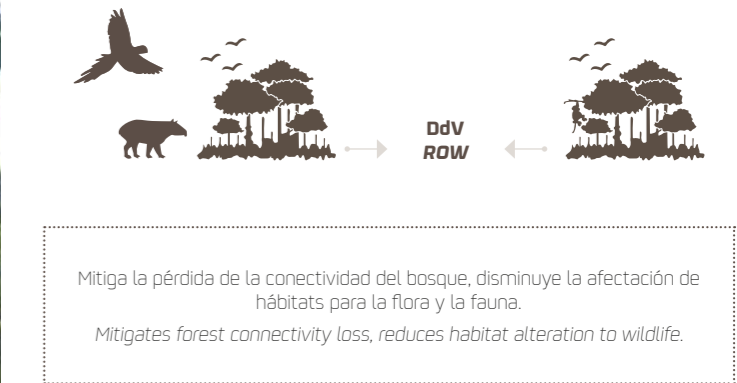 DdV
ROW
Mitiga la pérdida de la conectividad del bosque, disminuye la afectación de
hábitats para la flora y la fauna.
Mitigates forest connectivity loss, reduces habitat alteration to wildlife.